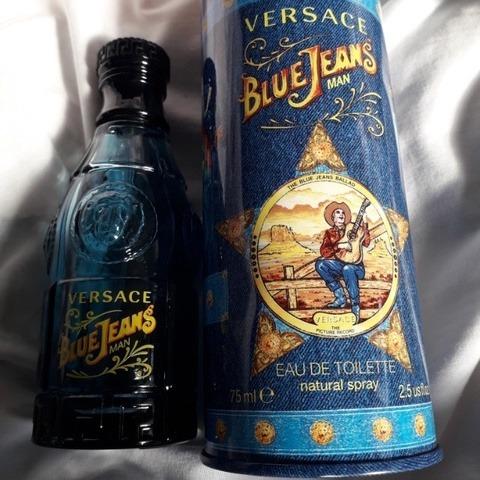 VERSACE
BLUE JEANS
MAN
VERSACE
BLUE JEANS
MAN
THE BLUE JEANS BALLAD
VERSACE
THE
PICTURE RECORD
EAU DE TOILETTE
natural spray
75 ml e 2.5 us fl.oz